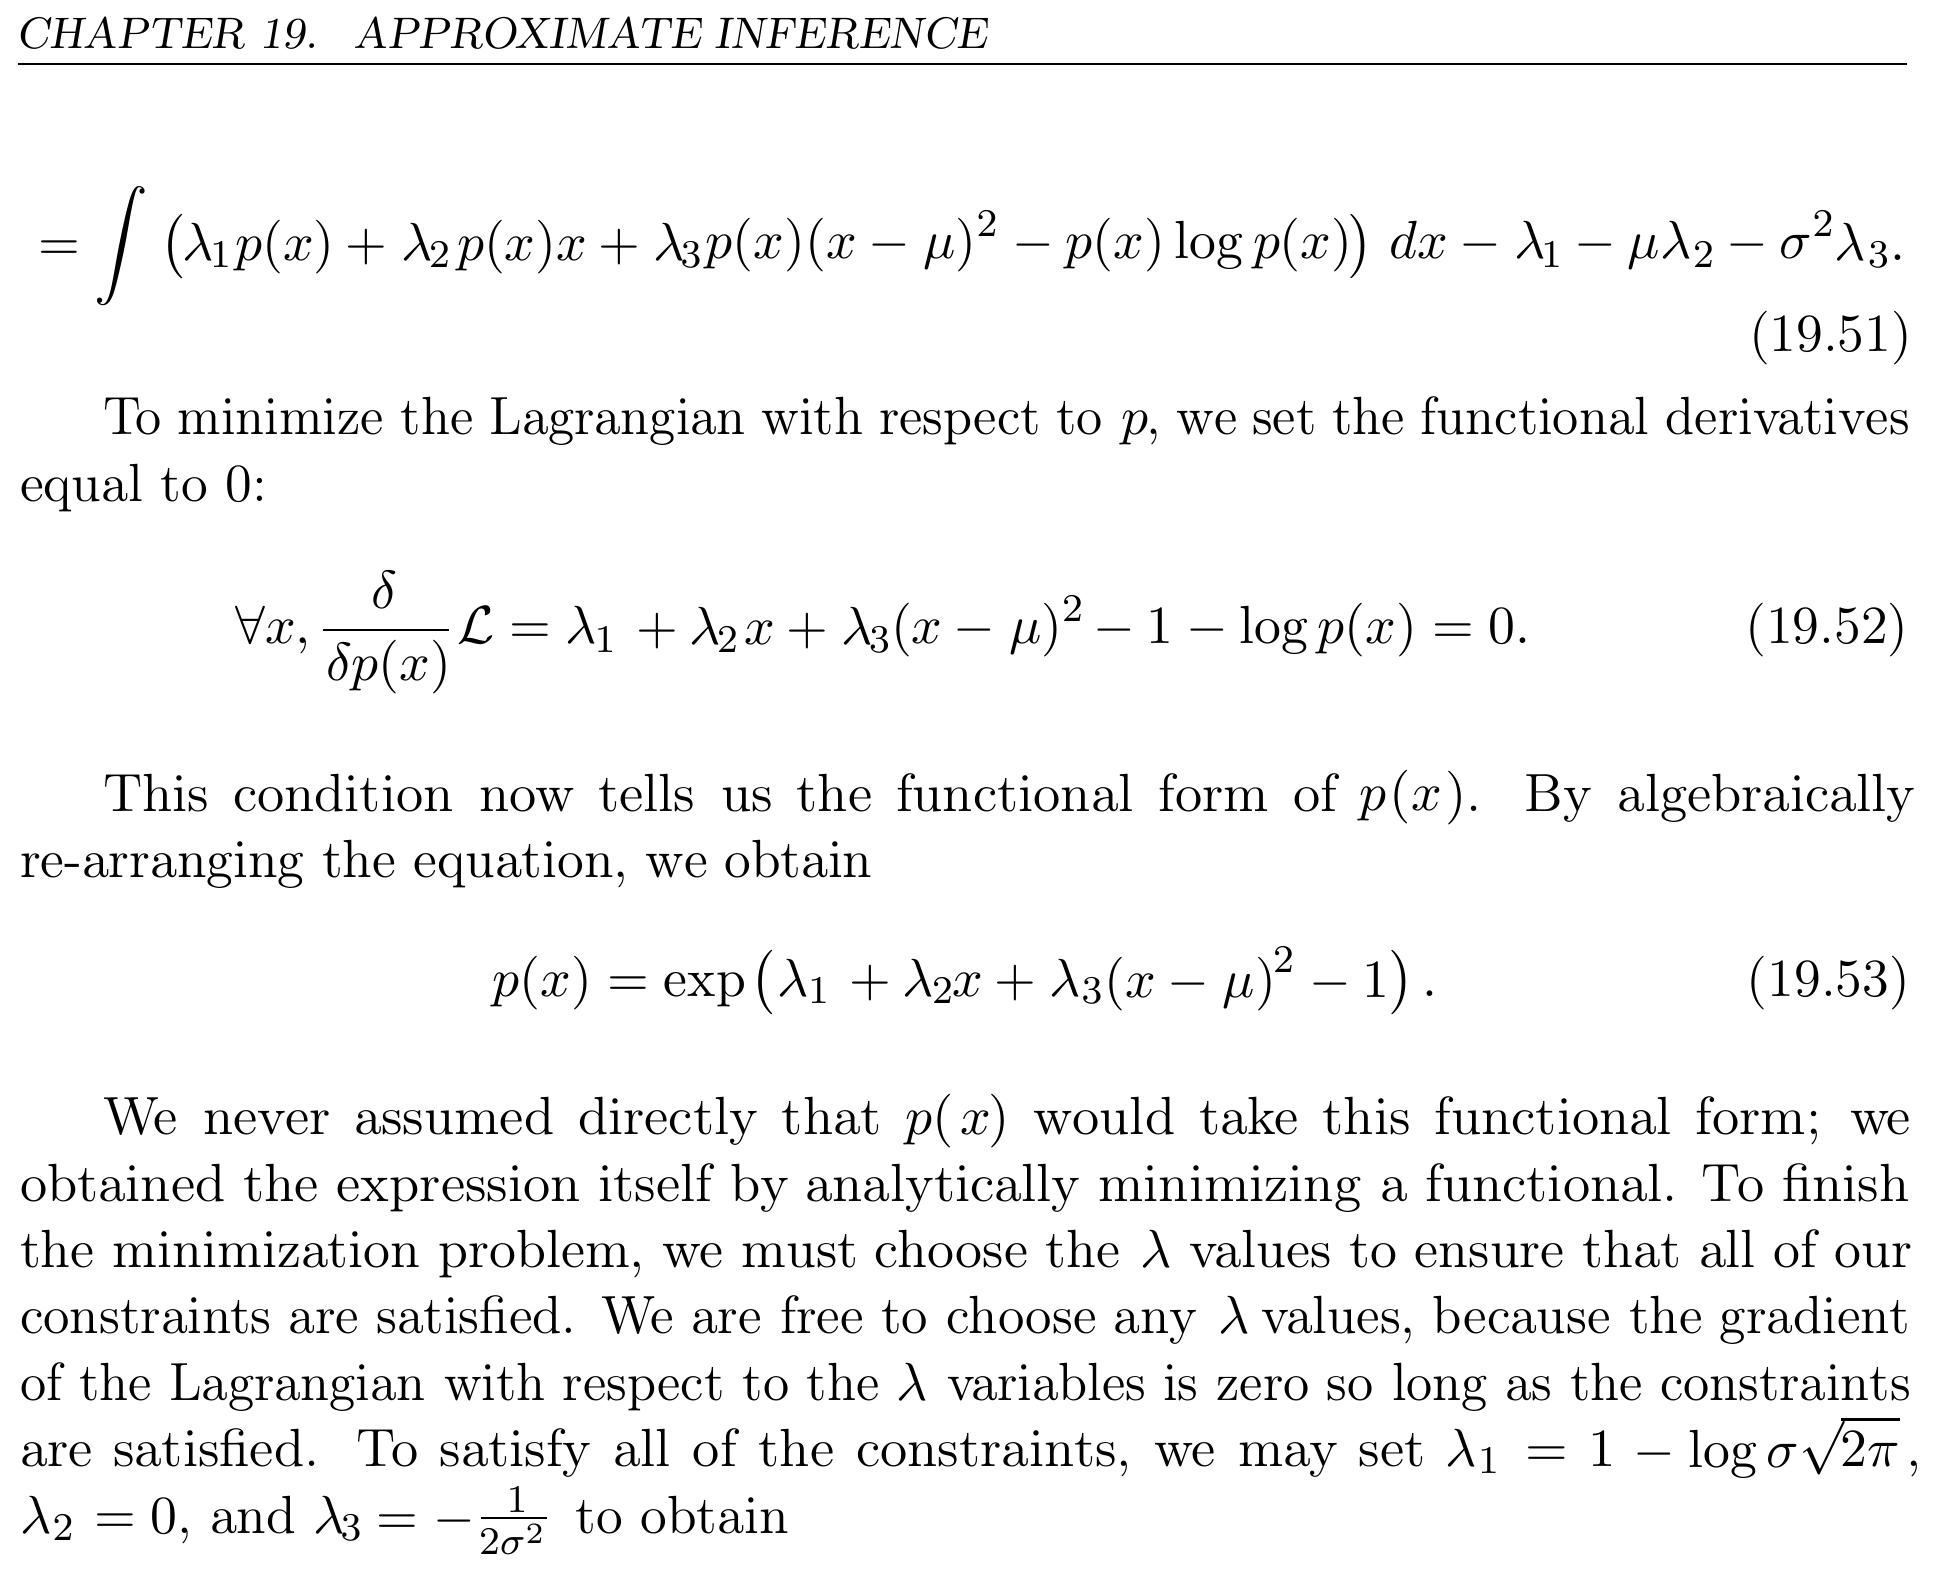 CHAPTER 19. APPROXIMATE INFERENCE
= ∫ (λ₁p(x) + λ₂p(x)x + λ₃p(x)(x − μ)² − p(x) log p(x)) dx − λ₁ − μλ₂ − σ²λ₃.
(19.51)
To minimize the Lagrangian with respect to p, we set the functional derivatives
equal to 0:
∀x, δ/δp(x) ℒ = λ₁ + λ₂x + λ₃(x − μ)² − 1 − log p(x) = 0. (19.52)
This condition now tells us the functional form of p(x). By algebraically
re-arranging the equation, we obtain
p(x) = exp (λ₁ + λ₂x + λ₃(x − μ)² − 1) . (19.53)
We never assumed directly that p(x) would take this functional form; we
obtained the expression itself by analytically minimizing a functional. To finish
the minimization problem, we must choose the λ values to ensure that all of our
constraints are satisfied. We are free to choose any λ values, because the gradient
of the Lagrangian with respect to the λ variables is zero so long as the constraints
are satisfied. To satisfy all of the constraints, we may set λ₁ = 1 − log σ√2π,
λ₂ = 0, and λ₃ = −1/2σ² to obtain